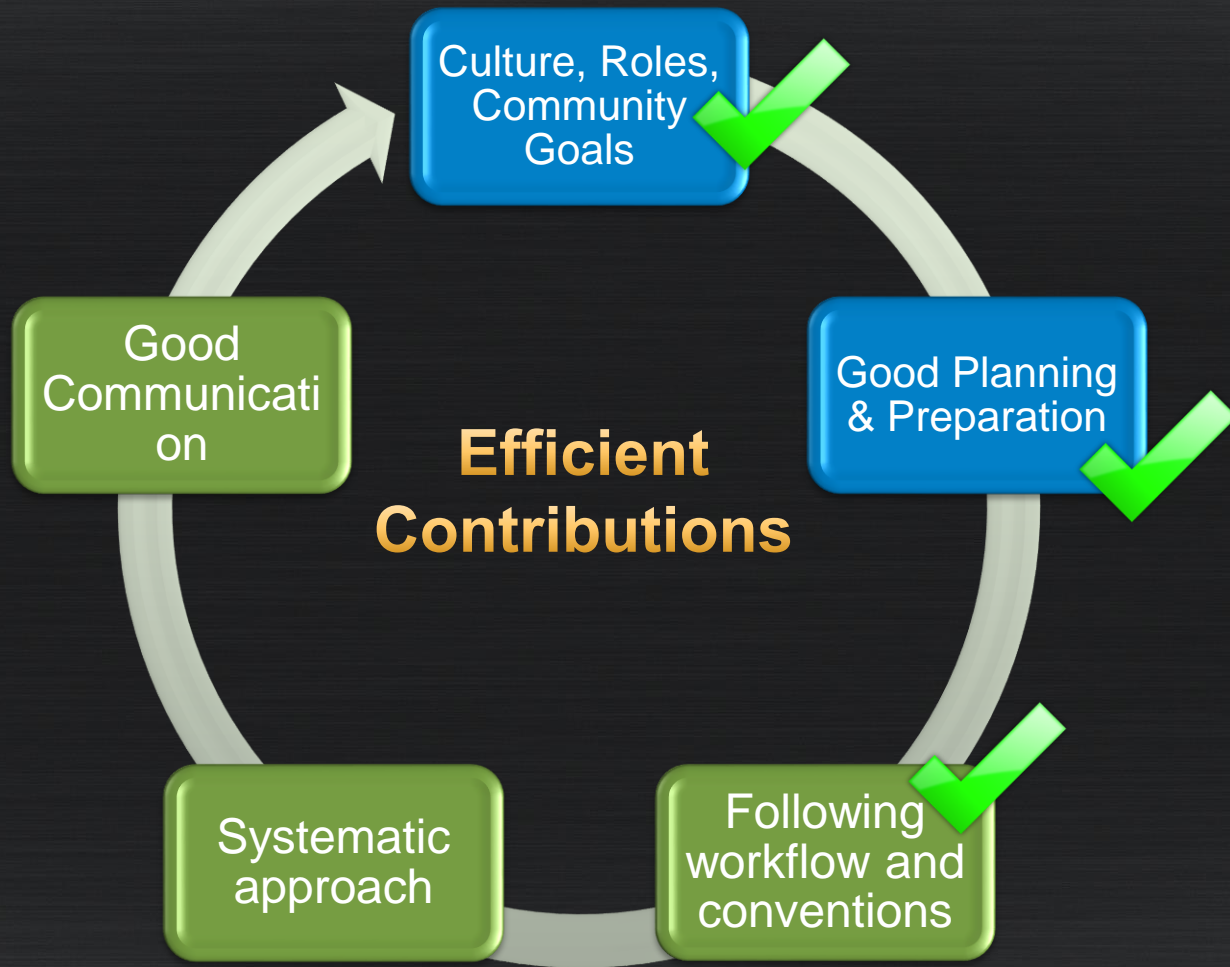 Culture, Roles,
Community
Goals
Good Planning
& Preparation
Following
workflow and
conventions
Systematic
approach
Good
Communicati
on
Efficient
Contributions